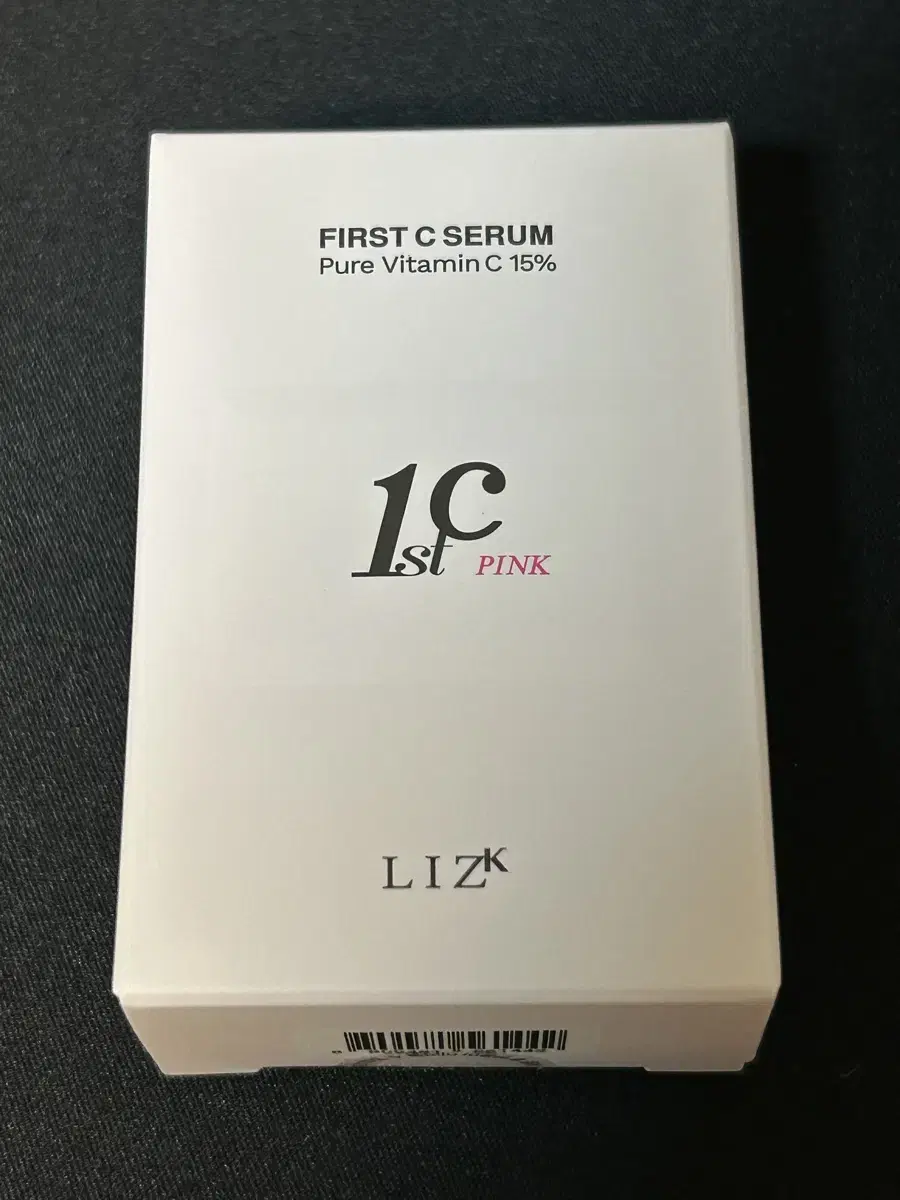 FIRST C SERUM
Pure Vitamin C 15%
1st C
PINK
LIZK